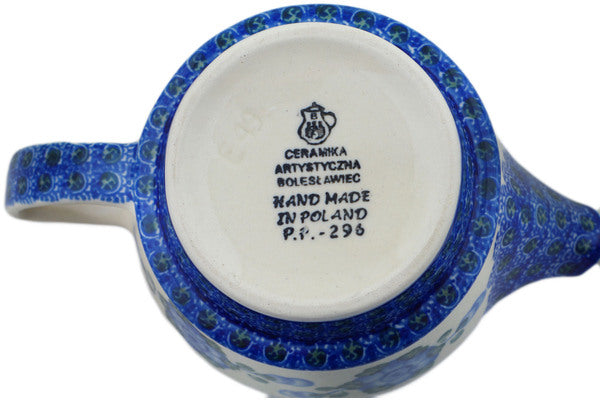 CERAMIKA
ARTYSTYCZNA
BOLESŁAWIEC
HAND MADE
IN POLAND
P.P.-296